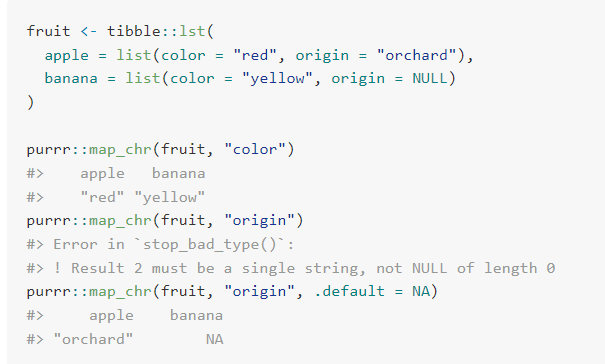 fruit <- tibble::lst(
  apple = list(color = "red", origin = "orchard"),
  banana = list(color = "yellow", origin = NULL)
)

purrr::map_chr(fruit, "color")
#>    apple   banana
#>    "red" "yellow"
purrr::map_chr(fruit, "origin")
#> Error in `stop_bad_type()`:
#> ! Result 2 must be a single string, not NULL of length 0
purrr::map_chr(fruit, "origin", .default = NA)
#>     apple    banana
#> "orchard"        NA